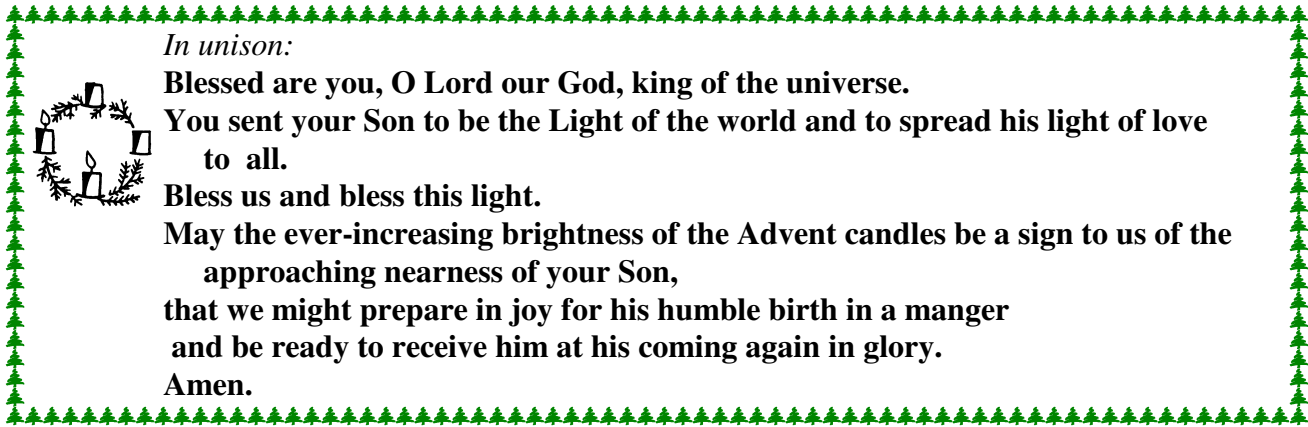 In unison:
Blessed are you, O Lord our God, king of the universe.
You sent your Son to be the Light of the world and to spread his light of love
to all.
Bless us and bless this light.
May the ever-increasing brightness of the Advent candles be a sign to us of the
approaching nearness of your Son,
that we might prepare in joy for his humble birth in a manger
and be ready to receive him at his coming again in glory.
Amen.